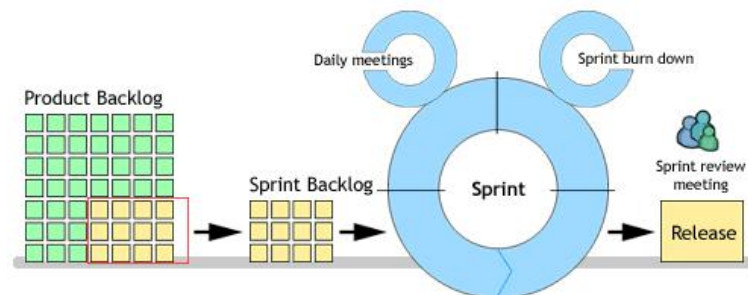 Daily meetings
Sprint burn down
Product Backlog
Sprint Backlog
Sprint
Sprint review
meeting
Release